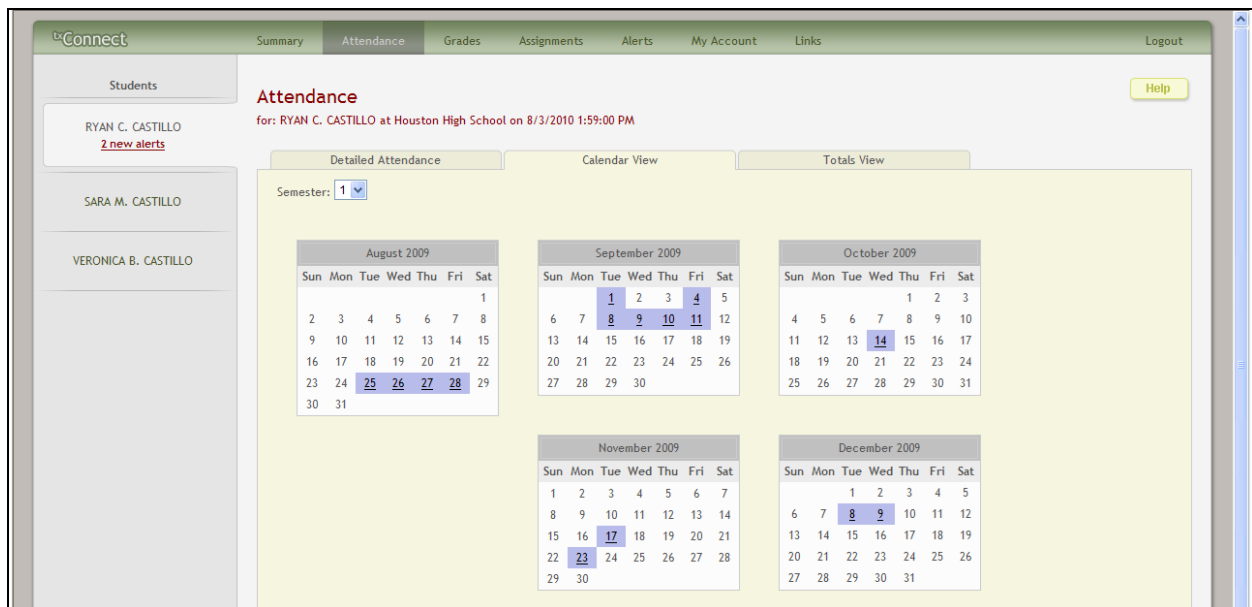 txConnect
Summary Attendance Grades Assignments Alerts My Account Links Logout
Students
RYAN C. CASTILLO
2 new alerts
SARA M. CASTILLO
VERONICA B. CASTILLO
Help
Attendance
for: RYAN C. CASTILLO at Houston High School on 8/3/2010 1:59:00 PM
Detailed Attendance Calendar View Totals View
Semester: 1
August 2009
Sun Mon Tue Wed Thu Fri Sat
1
2 3 4 5 6 7 8
9 10 11 12 13 14 15
16 17 18 19 20 21 22
23 24 25 26 27 28 29
30 31
September 2009
Sun Mon Tue Wed Thu Fri Sat
1 2 3 4 5
6 7 8 9 10 11 12
13 14 15 16 17 18 19
20 21 22 23 24 25 26
27 28 29 30
October 2009
Sun Mon Tue Wed Thu Fri Sat
1 2 3
4 5 6 7 8 9 10
11 12 13 14 15 16 17
18 19 20 21 22 23 24
25 26 27 28 29 30 31
November 2009
Sun Mon Tue Wed Thu Fri Sat
1 2 3 4 5 6 7
8 9 10 11 12 13 14
15 16 17 18 19 20 21
22 23 24 25 26 27 28
29 30
December 2009
Sun Mon Tue Wed Thu Fri Sat
1 2 3 4 5
6 7 8 9 10 11 12
13 14 15 16 17 18 19
20 21 22 23 24 25 26
27 28 29 30 31